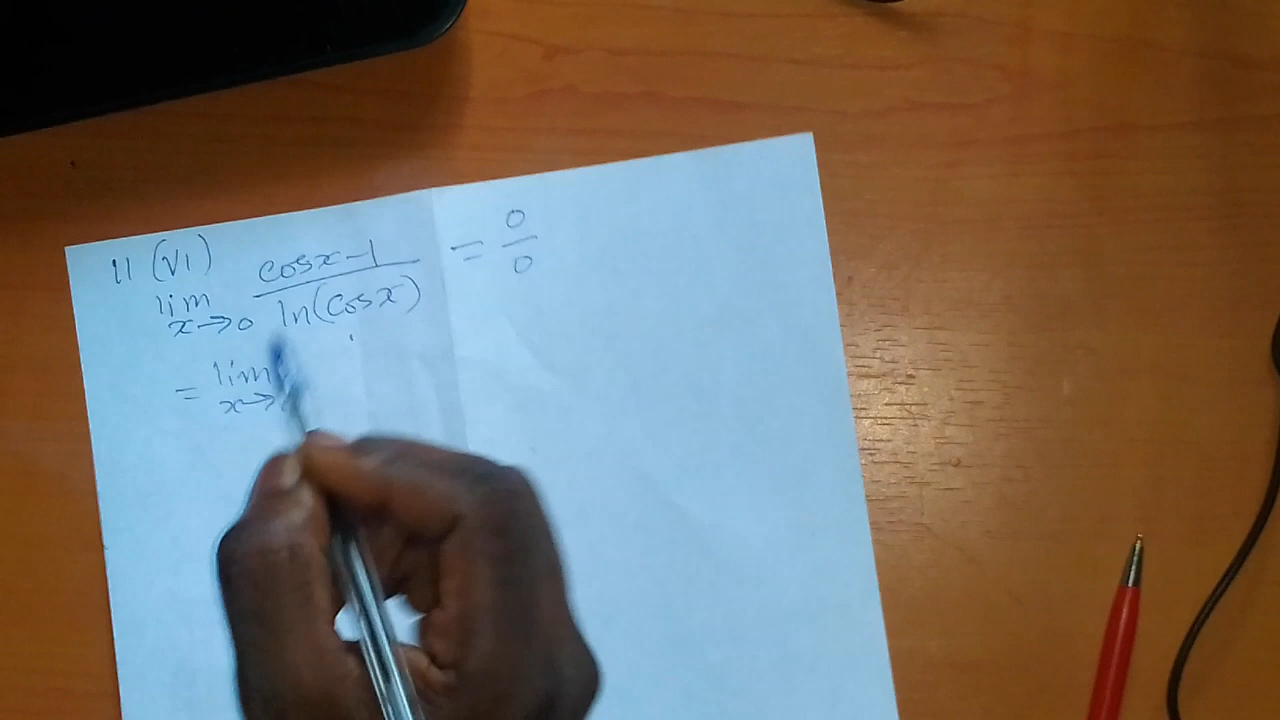 11 (VI)
lim x→0 cosx-1 / ln(cosx) = 0/0
= lim x→